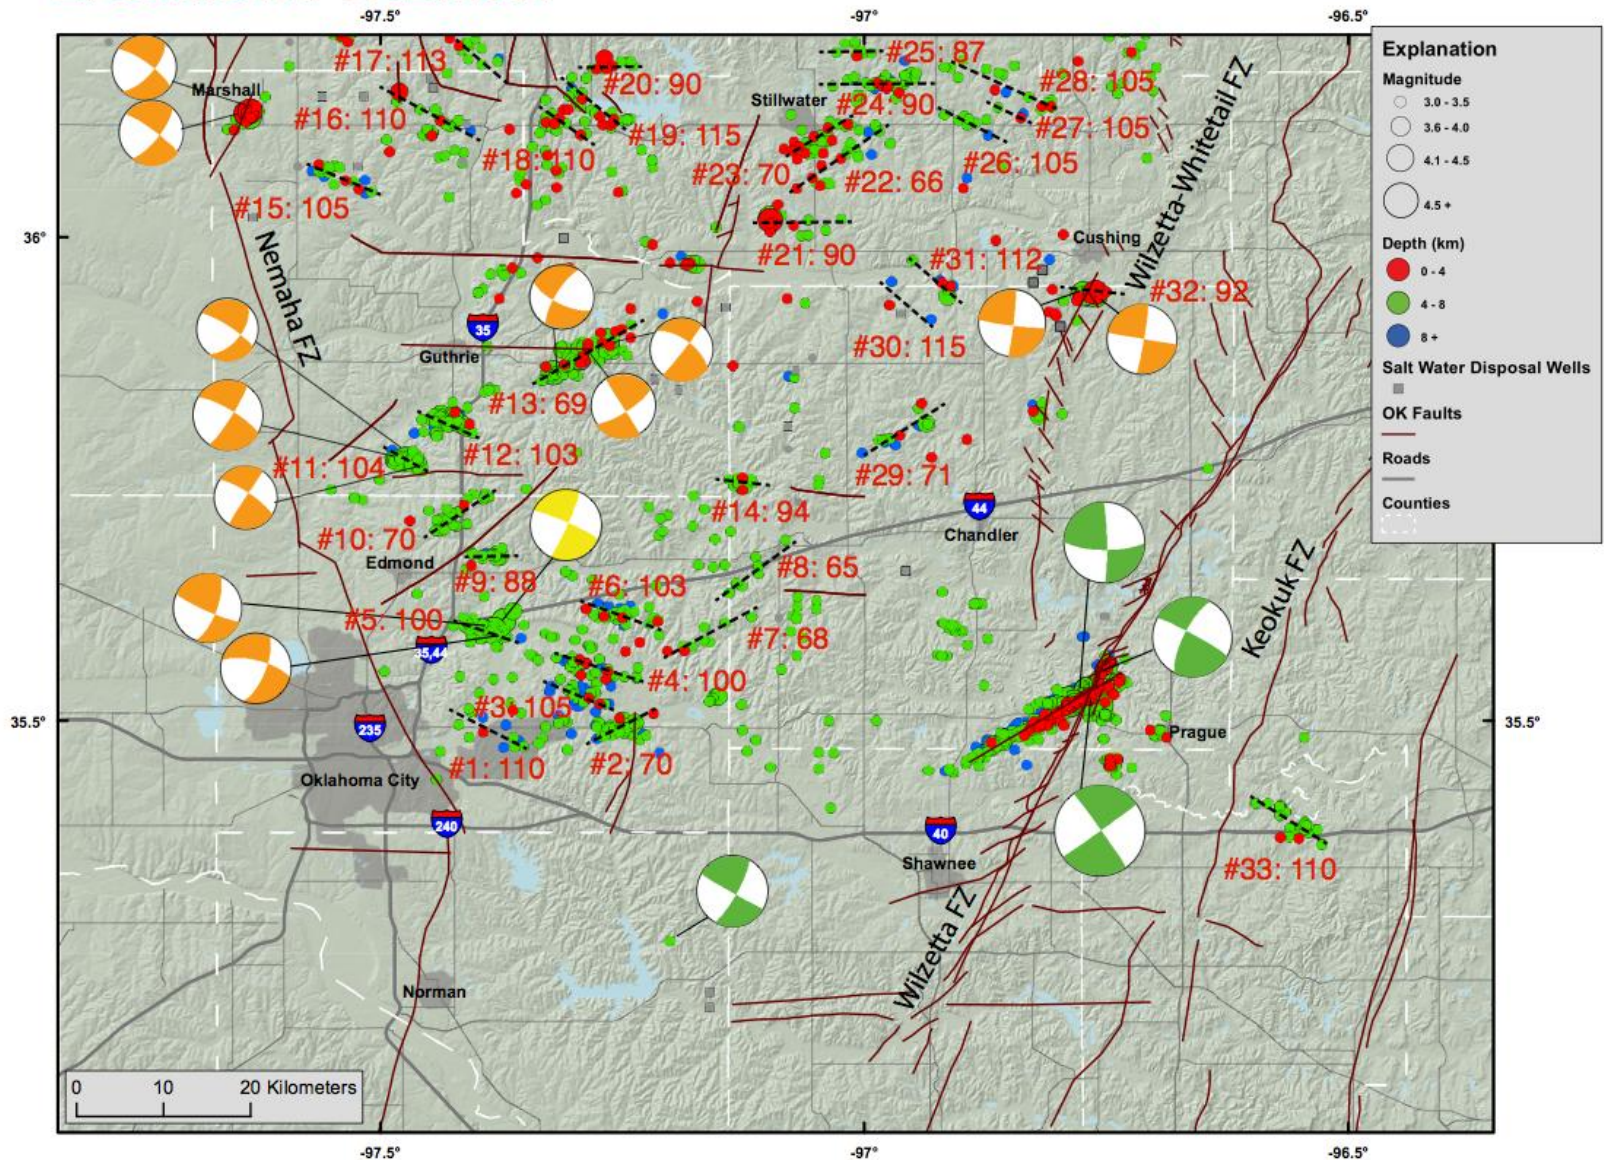 -97.5°
-97°
-96.5°
Explanation
Magnitude
3.0 - 3.5
3.6 - 4.0
4.1 - 4.5
4.5 +
Depth (km)
0 - 4
4 - 8
8 +
Salt Water Disposal Wells
OK Faults
Roads
Counties
#17: 113
#25: 87
#20: 90
#28: 105
Marshall
Stillwater
#24: 90
#16: 110
#27: 105
#19: 115
#18: 110
#26: 105
#23: 70
#22: 66
#15: 105
Wilzetta-Whitetail FZ
36°
Cushing
#21: 90
#31: 112
Nemaha FZ
#32: 92
35
#30: 115
Guthrie
#13: 69
#12: 103
#11: 104
#29: 71
#14: 94
44
Chandler
#10: 70
Edmond
#8: 65
#9: 88
#6: 103
Keokuk FZ
#5: 100
#7: 68
35,44
#4: 100
#3: 105
35.5°
35.5°
235
Prague
#1: 110
#2: 70
Oklahoma City
240
40
Shawnee
#33: 110
Wilzetta FZ
Norman
0 10 20 Kilometers
-97.5°
-97°
-96.5°